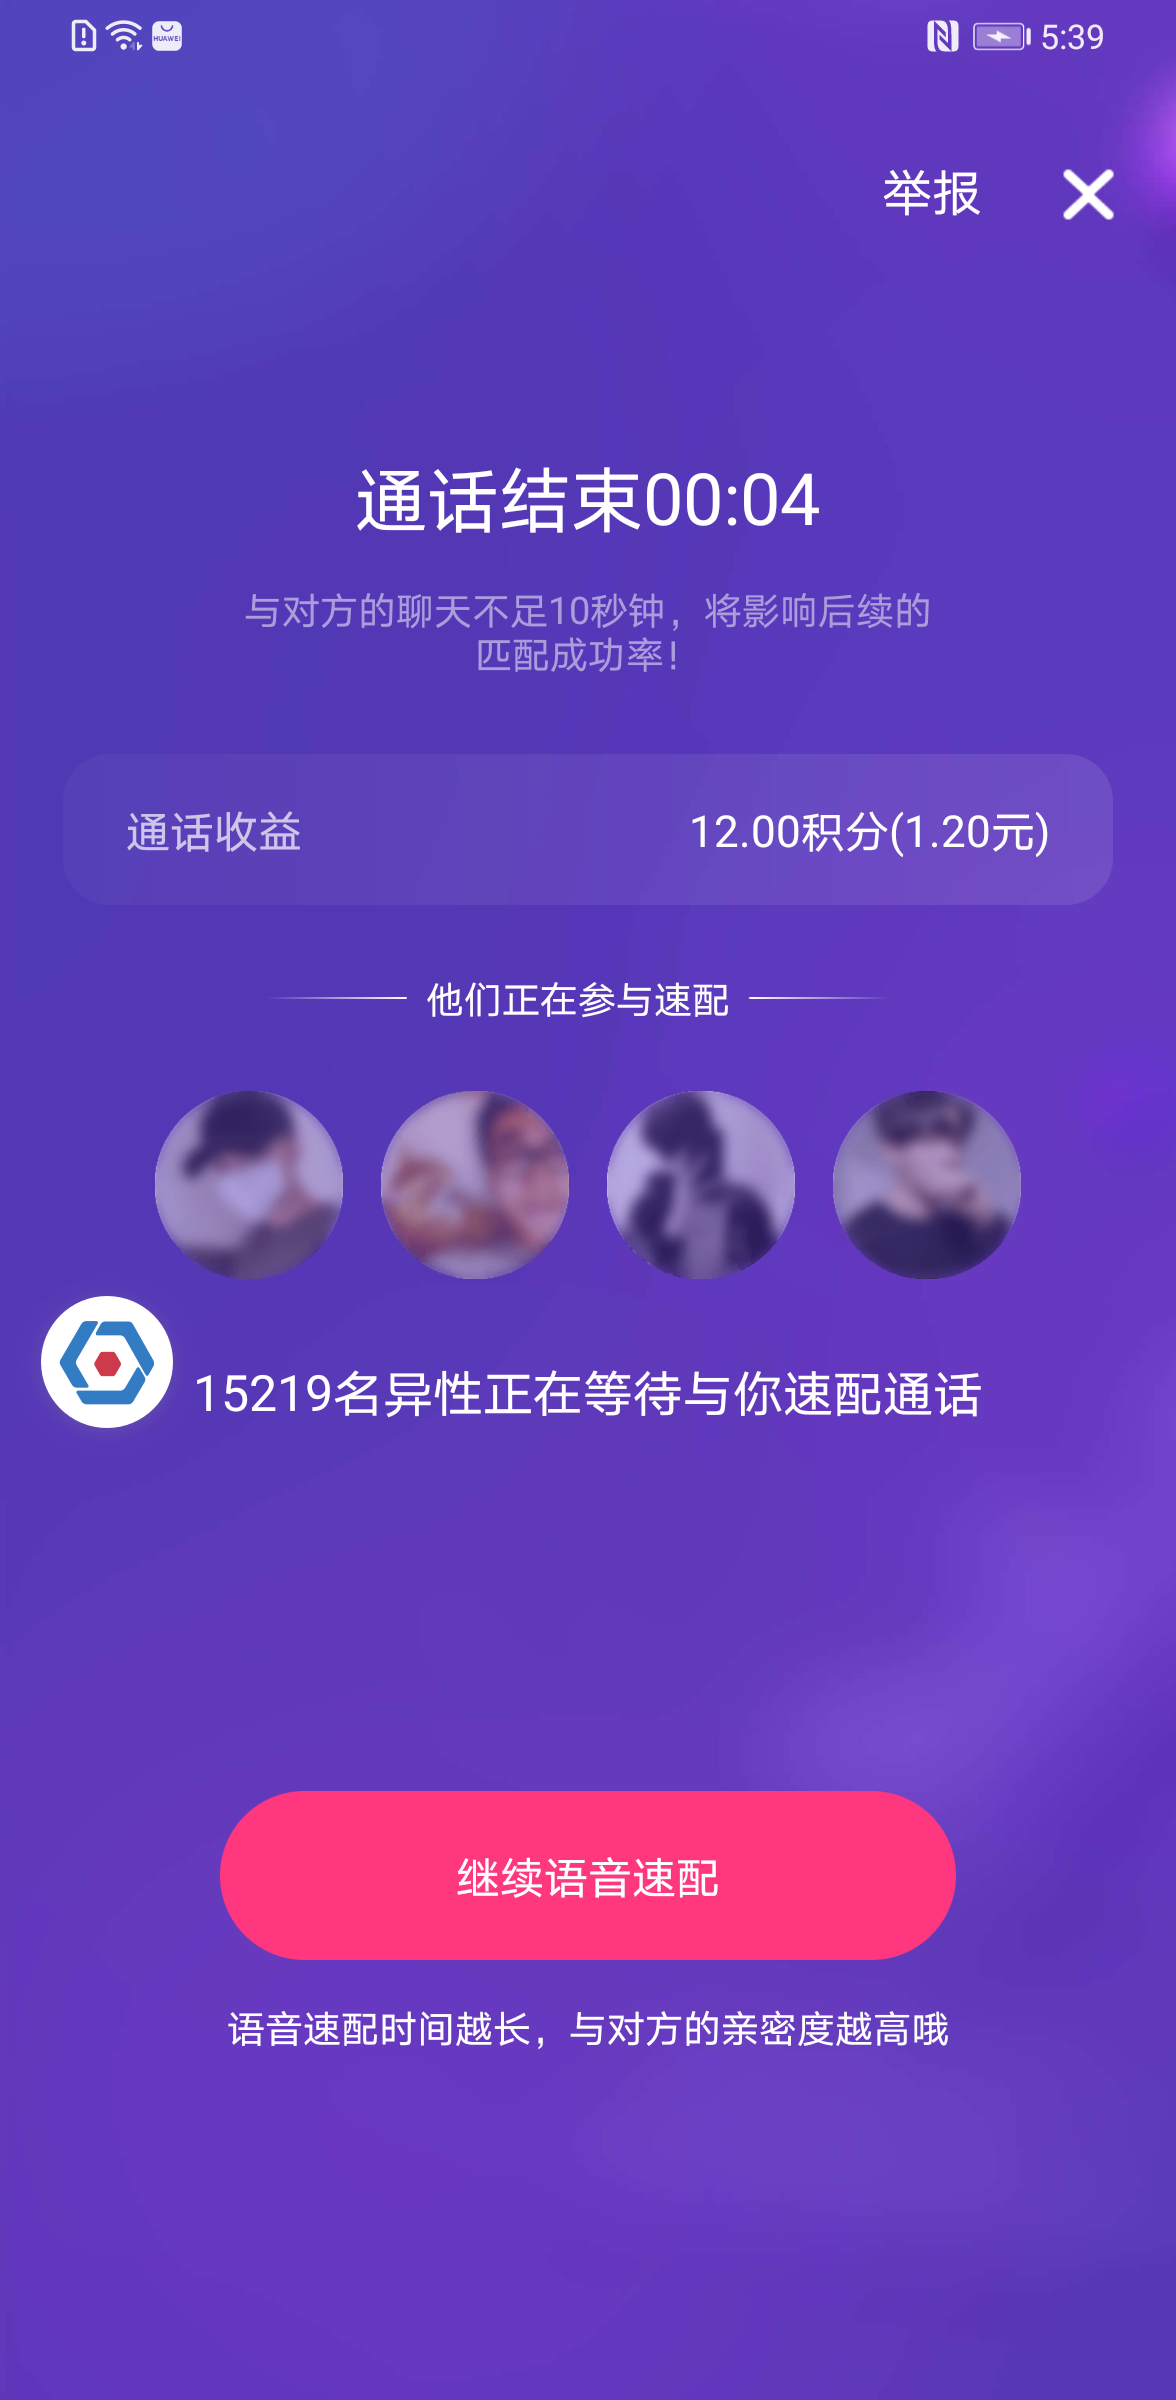 HUAWEI
5:39
举报
通话结束00:04
与对方的聊天不足10秒钟，将影响后续的
匹配成功率！
通话收益
12.00积分(1.20元)
他们正在参与速配
15219名异性正在等待与你速配通话
继续语音速配
语音速配时间越长，与对方的亲密度越高哦